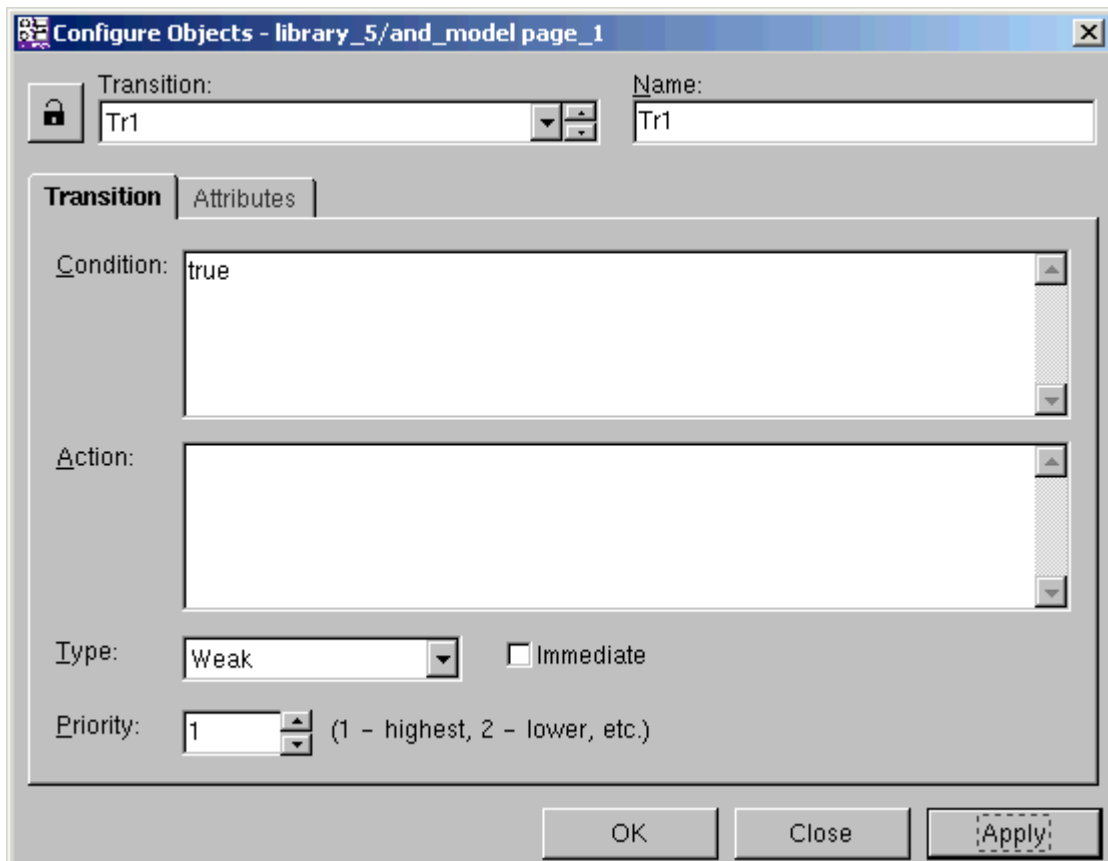 Configure Objects - library_5/and_model page_1
Transition: Name:
Tr1 Tr1
Transition Attributes
Condition: true
Action:
Type: Weak Immediate
Priority: 1 (1 – highest, 2 – lower, etc.)
OK Close Apply